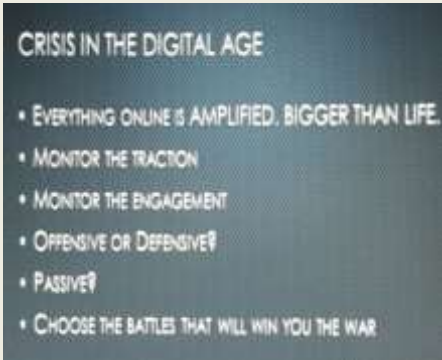 CRISIS IN THE DIGITAL AGE
• EVERYTHING ONLINE IS AMPLIFIED. BIGGER THAN LIFE.
• MONITOR THE TRACTION
• MONITOR THE ENGAGEMENT
• OFFENSIVE OR DEFENSIVE?
• PASSIVE?
• CHOOSE THE BATTLES THAT WILL WIN YOU THE WAR